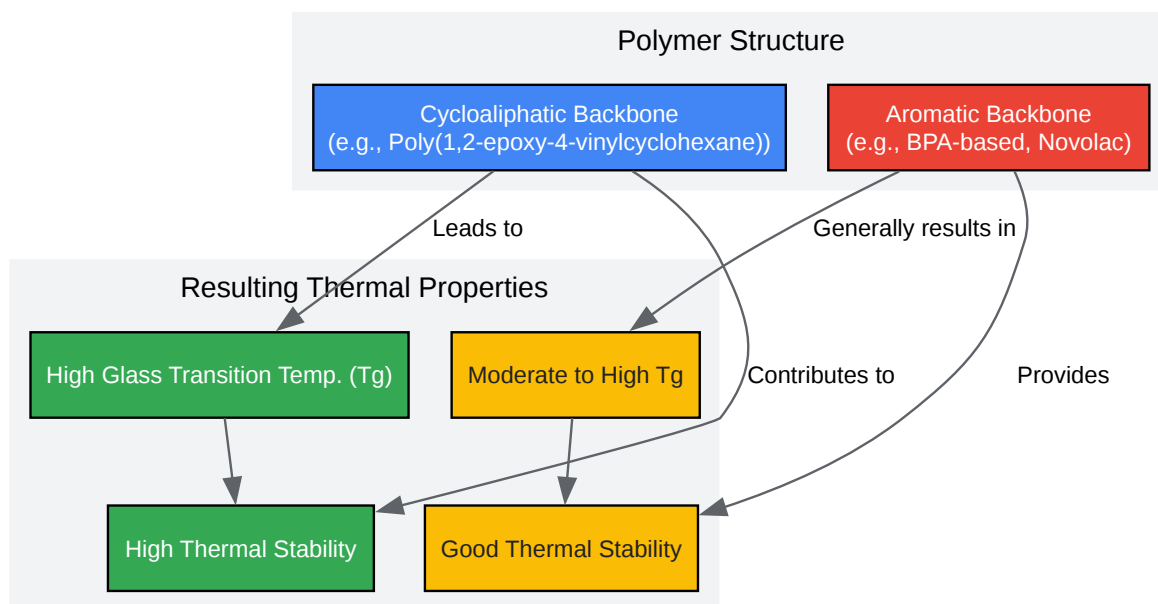 Polymer Structure
Cycloaliphatic Backbone
(e.g., Poly(1,2-epoxy-4-vinylcyclohexane))
Aromatic Backbone
(e.g., BPA-based, Novolac)
Leads to
Generally results in
Resulting Thermal Properties
High Glass Transition Temp. (Tg)
Moderate to High Tg
Contributes to
Provides
High Thermal Stability
Good Thermal Stability